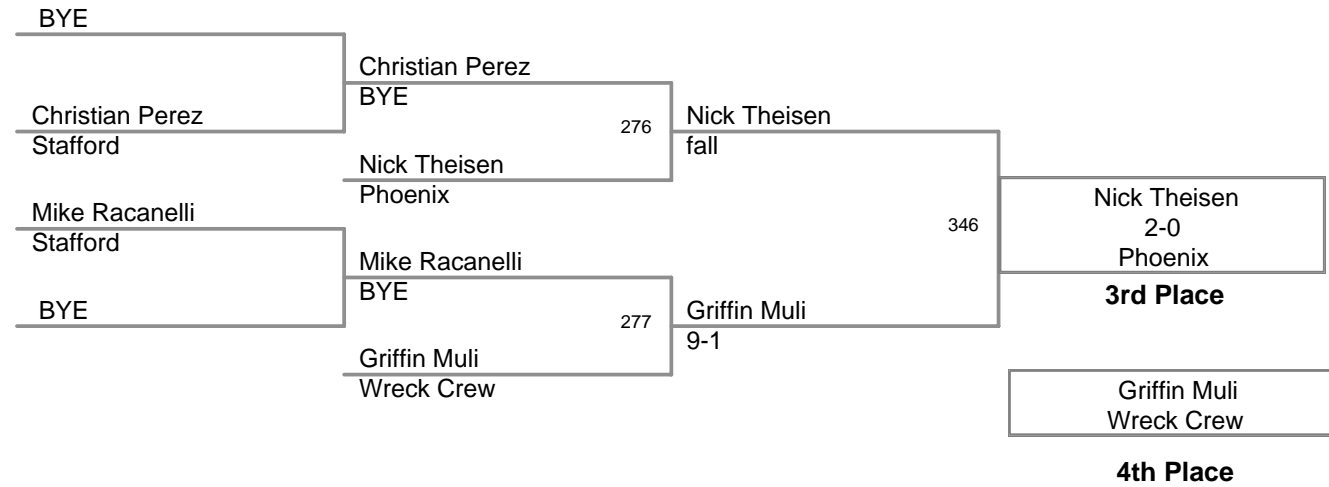 BYE
Christian Perez
Stafford
Mike Racanelli
Stafford
BYE
Christian Perez
BYE
276
Nick Theisen
Phoenix
Mike Racanelli
BYE
277
Griffin Muli
Wreck Crew
Nick Theisen
fall
346
Griffin Muli
9-1
Nick Theisen
2-0
Phoenix
3rd Place
Griffin Muli
Wreck Crew
4th Place